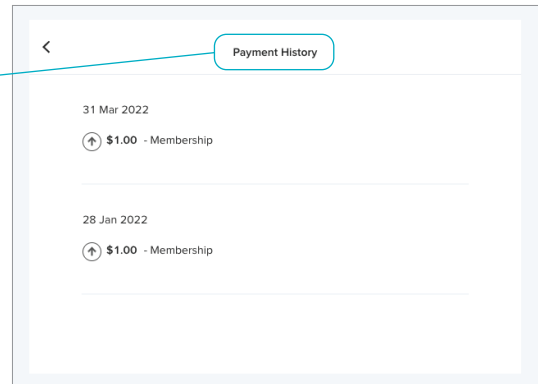 Payment History
31 Mar 2022
$1.00 - Membership
28 Jan 2022
$1.00 - Membership